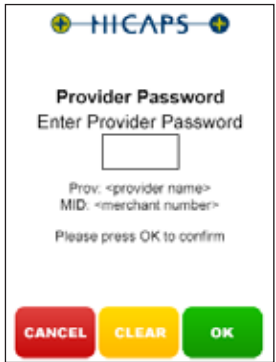 HICAPS
Provider Password
Enter Provider Password
Prov: <provider name>
MID: <merchant number>
Please press OK to confirm
CANCEL CLEAR OK